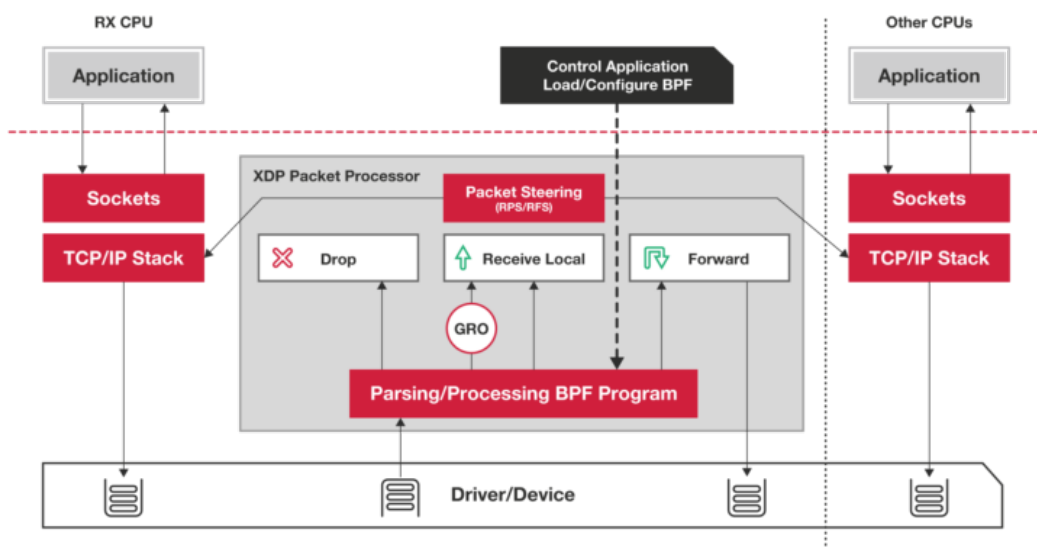 RX CPU
Other CPUs
Application
Control Application
Load/Configure BPF
Application
XDP Packet Processor
Sockets
Packet Steering
(RPS/RFS)
Sockets
TCP/IP Stack
Drop
Receive Local
Forward
TCP/IP Stack
GRO
Parsing/Processing BPF Program
Driver/Device